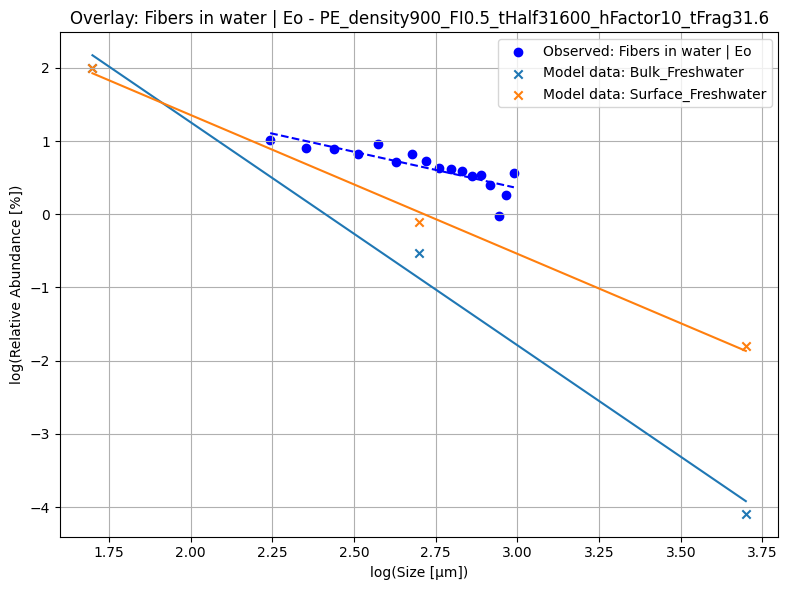 Overlay: Fibers in water | Eo - PE_density900_FI0.5_tHalf31600_hFactor10_tFrag31.6
Observed: Fibers in water | Eo
Model data: Bulk_Freshwater
Model data: Surface_Freshwater
log(Relative Abundance [%])
2
1
0
−1
−2
−3
−4
1.75 2.00 2.25 2.50 2.75 3.00 3.25 3.50 3.75
log(Size [μm])